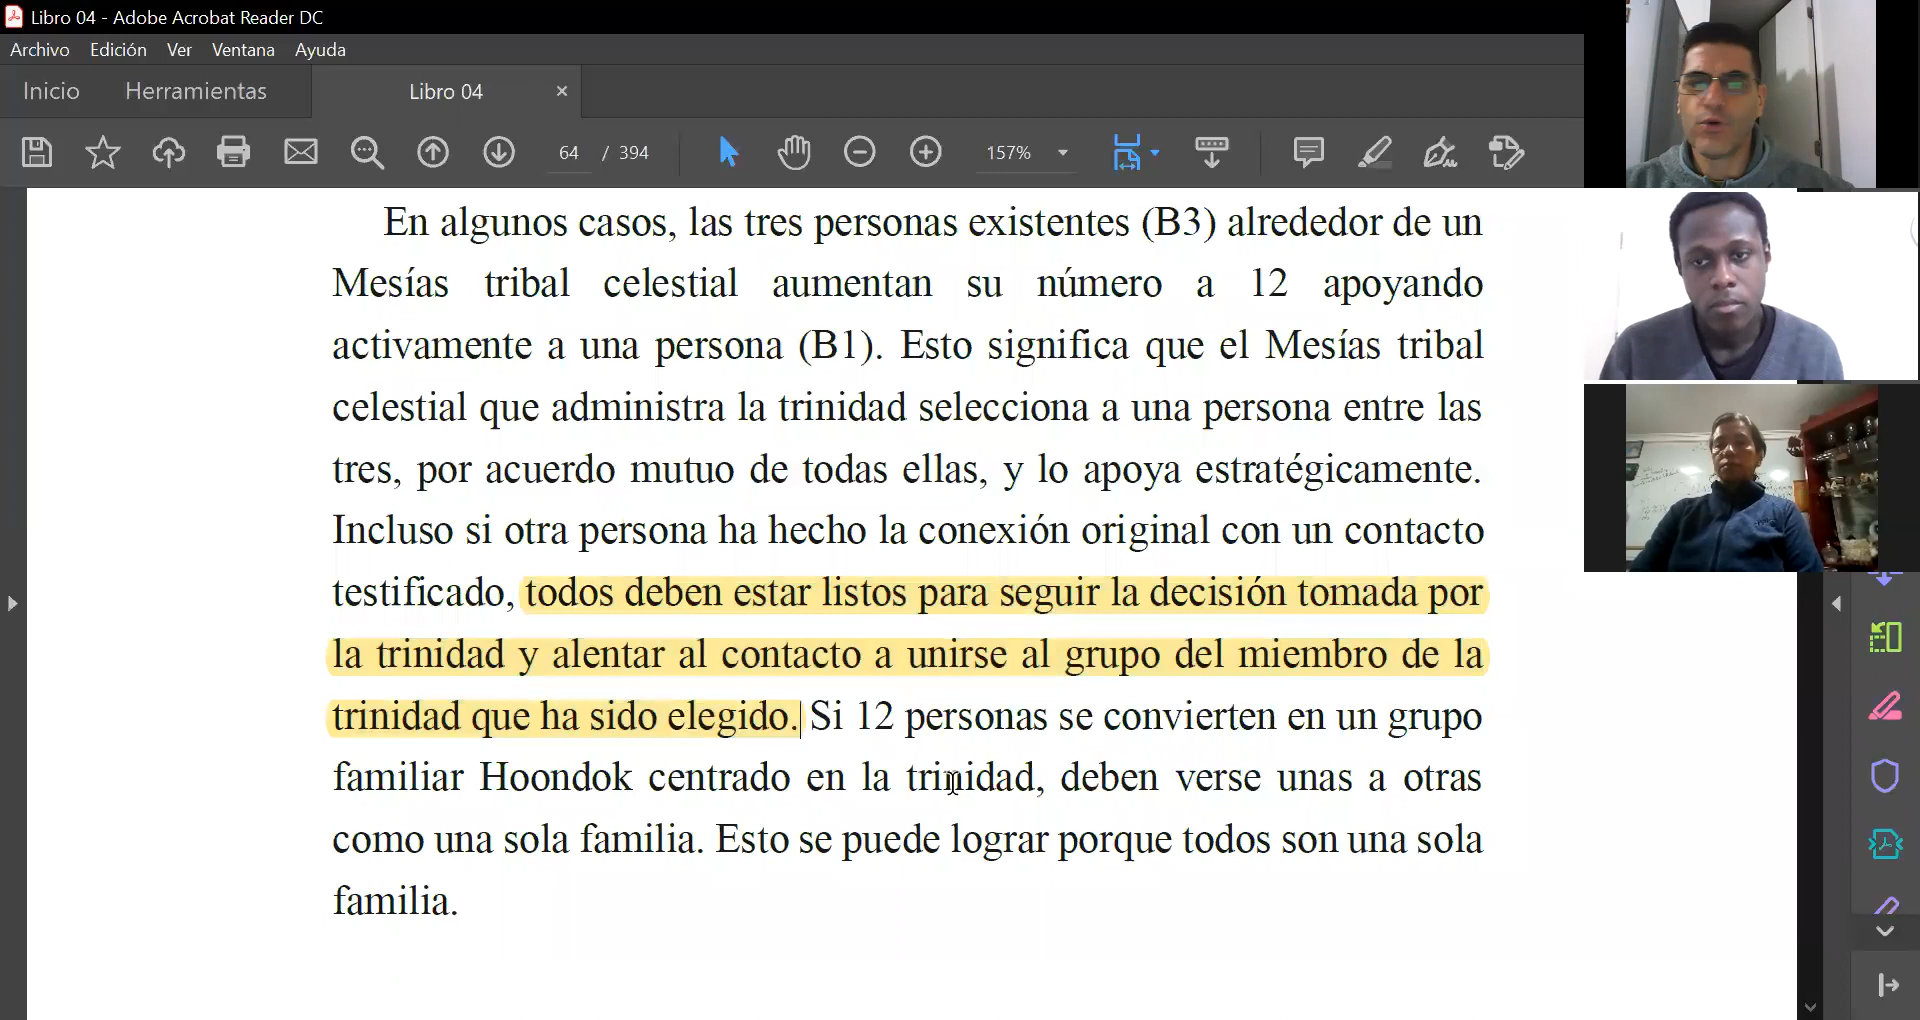 Libro 04 - Adobe Acrobat Reader DC
Archivo Edición Ver Ventana Ayuda
Inicio Herramientas Libro 04 ×
64 / 394 157%
En algunos casos, las tres personas existentes (B3) alrededor de un
Mesías tribal celestial aumentan su número a 12 apoyando
activamente a una persona (B1). Esto significa que el Mesías tribal
celestial que administra la trinidad selecciona a una persona entre las
tres, por acuerdo mutuo de todas ellas, y lo apoya estratégicamente.
Incluso si otra persona ha hecho la conexión original con un contacto
testificado, todos deben estar listos para seguir la decisión tomada por
la trinidad y alentar al contacto a unirse al grupo del miembro de la
trinidad que ha sido elegido. Si 12 personas se convierten en un grupo
familiar Hoondok centrado en la trinidad, deben verse unas a otras
como una sola familia. Esto se puede lograr porque todos son una sola
familia.